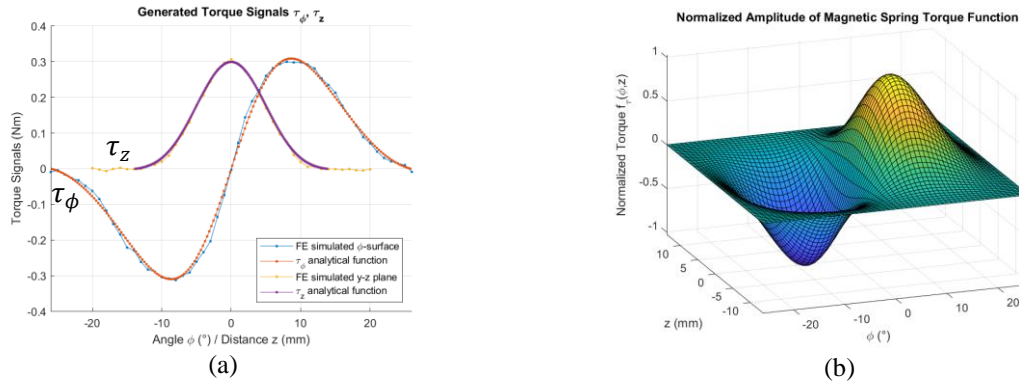 Generated Torque Signals τ_ϕ, τ_z
Torque Signals (Nm)
0.4
0.3
0.2
0.1
0
-0.1
-0.2
-0.3
-0.4
τ_z
τ_ϕ
FE simulated ϕ-surface
τ_ϕ analytical function
FE simulated y-z plane
τ_z analytical function
-20 -10 0 10 20
Angle ϕ (°) / Distance z (mm)
(a)
Normalized Amplitude of Magnetic Spring Torque Function
Normalized Torque f_τ(ϕ,z)
1
0.5
0
-0.5
-1
10
5
0
-5
-10
z (mm)
-20 -10 0 10 20
ϕ (°)
(b)